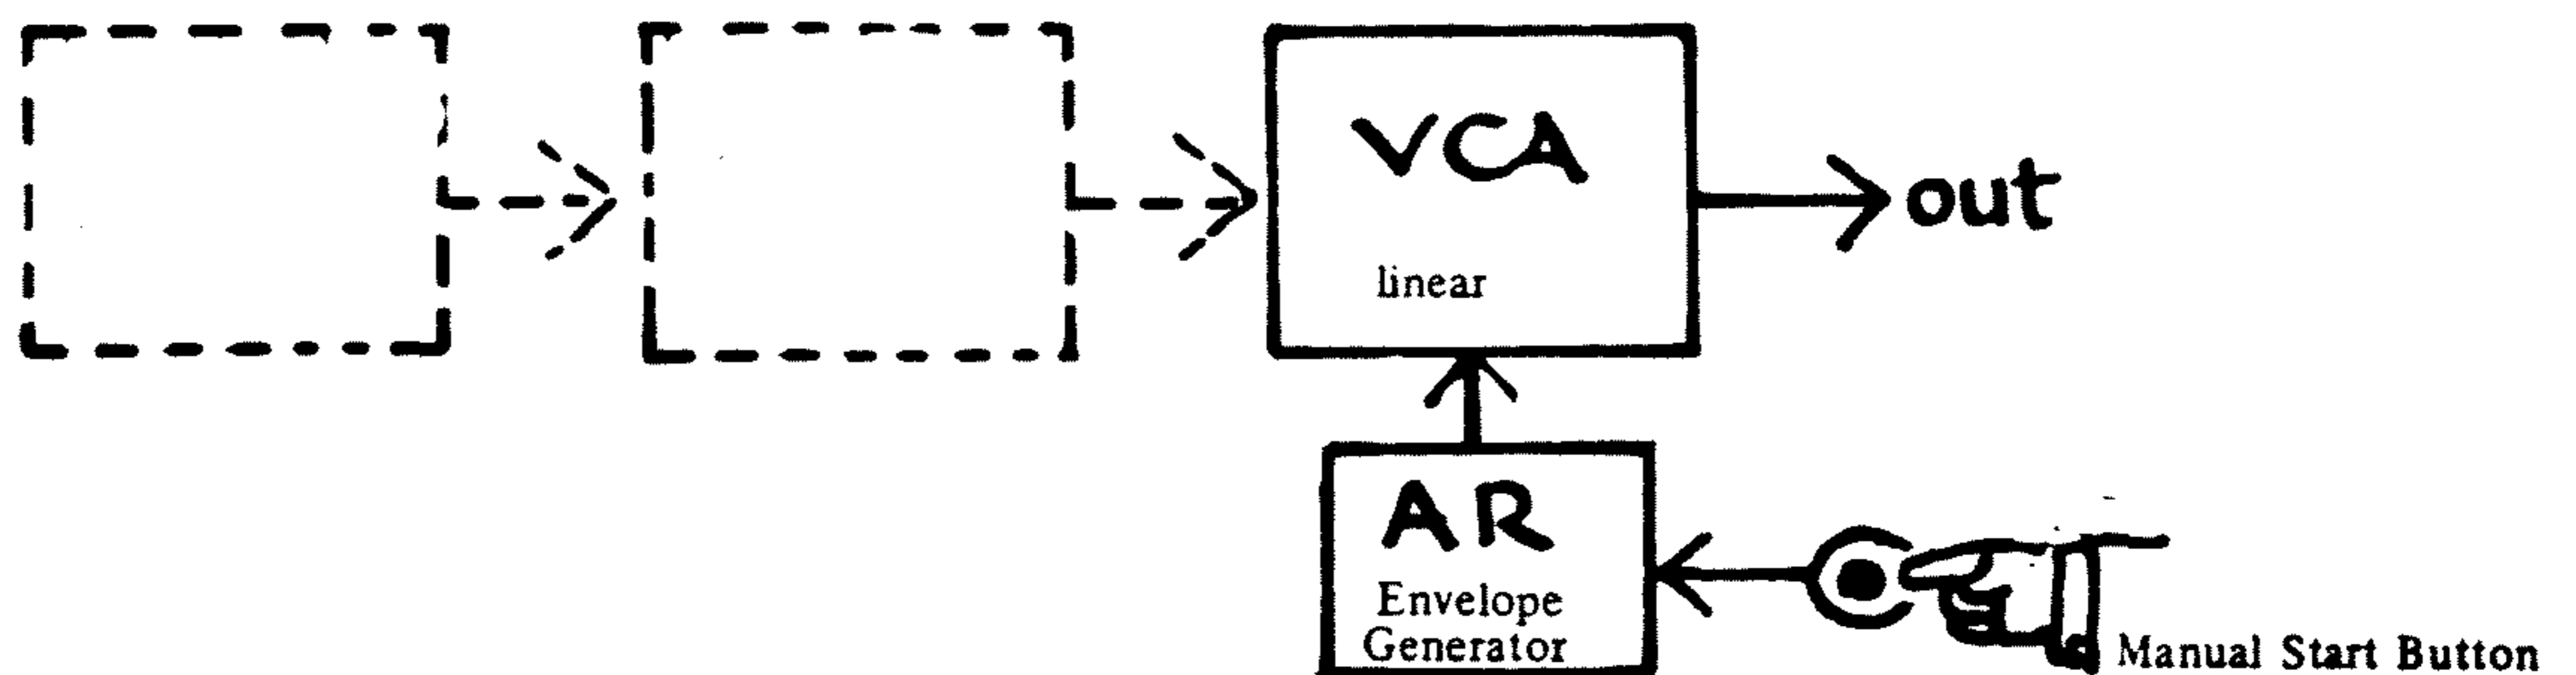 VCA
linear
out
AR
Envelope
Generator
Manual Start Button